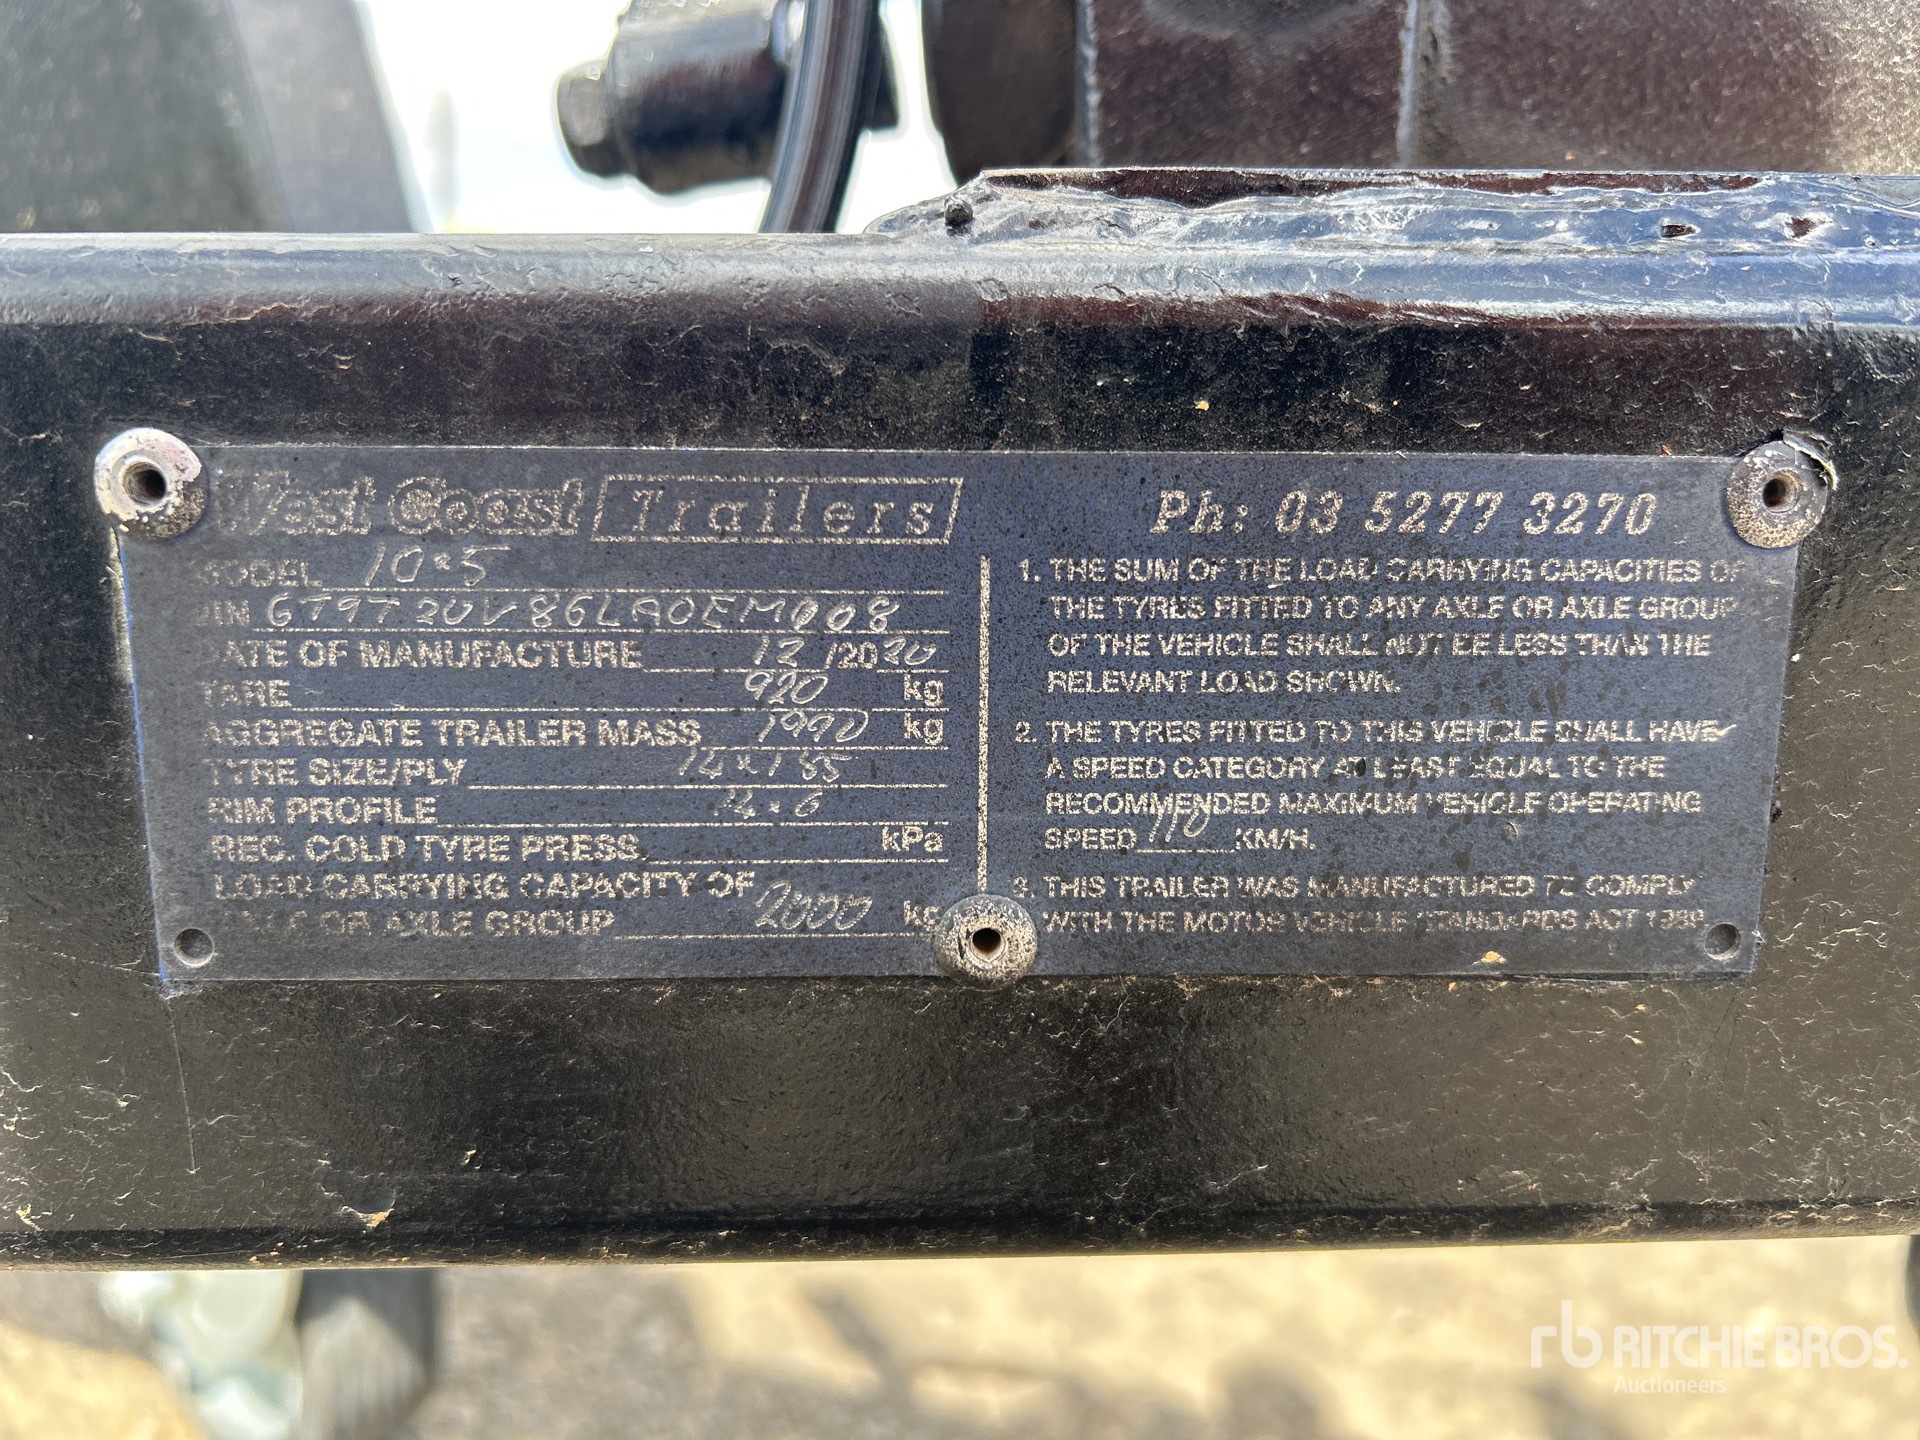 West Coast Trailers
Ph: 03 5277 3270
MODEL 10x5
VIN 6T9T20V86LA0EM008
DATE OF MANUFACTURE 12 /2020
TARE 920 kg
AGGREGATE TRAILER MASS 1990 kg
TYRE SIZE/PLY 14x185
RIM PROFILE 14x6
REC. COLD TYRE PRESS. kPa
LOAD CARRYING CAPACITY OF
OR AXLE GROUP 2000 kg
1. THE SUM OF THE LOAD CARRYING CAPACITIES OF
THE TYRES FITTED TO ANY AXLE OR AXLE GROUP
OF THE VEHICLE SHALL NOT BE LESS THAN THE
RELEVANT LOAD SHOWN.
2. THE TYRES FITTED TO THIS VEHICLE SHALL HAVE
A SPEED CATEGORY AT LEAST EQUAL TO THE
RECOMMENDED MAXIMUM VEHICLE OPERATING
SPEED 110 KM/H.
3. THIS TRAILER WAS MANUFACTURED TO COMPLY
WITH THE MOTOR VEHICLE STANDARDS ACT 1989
rb RITCHIE BROS.
Auctioneers